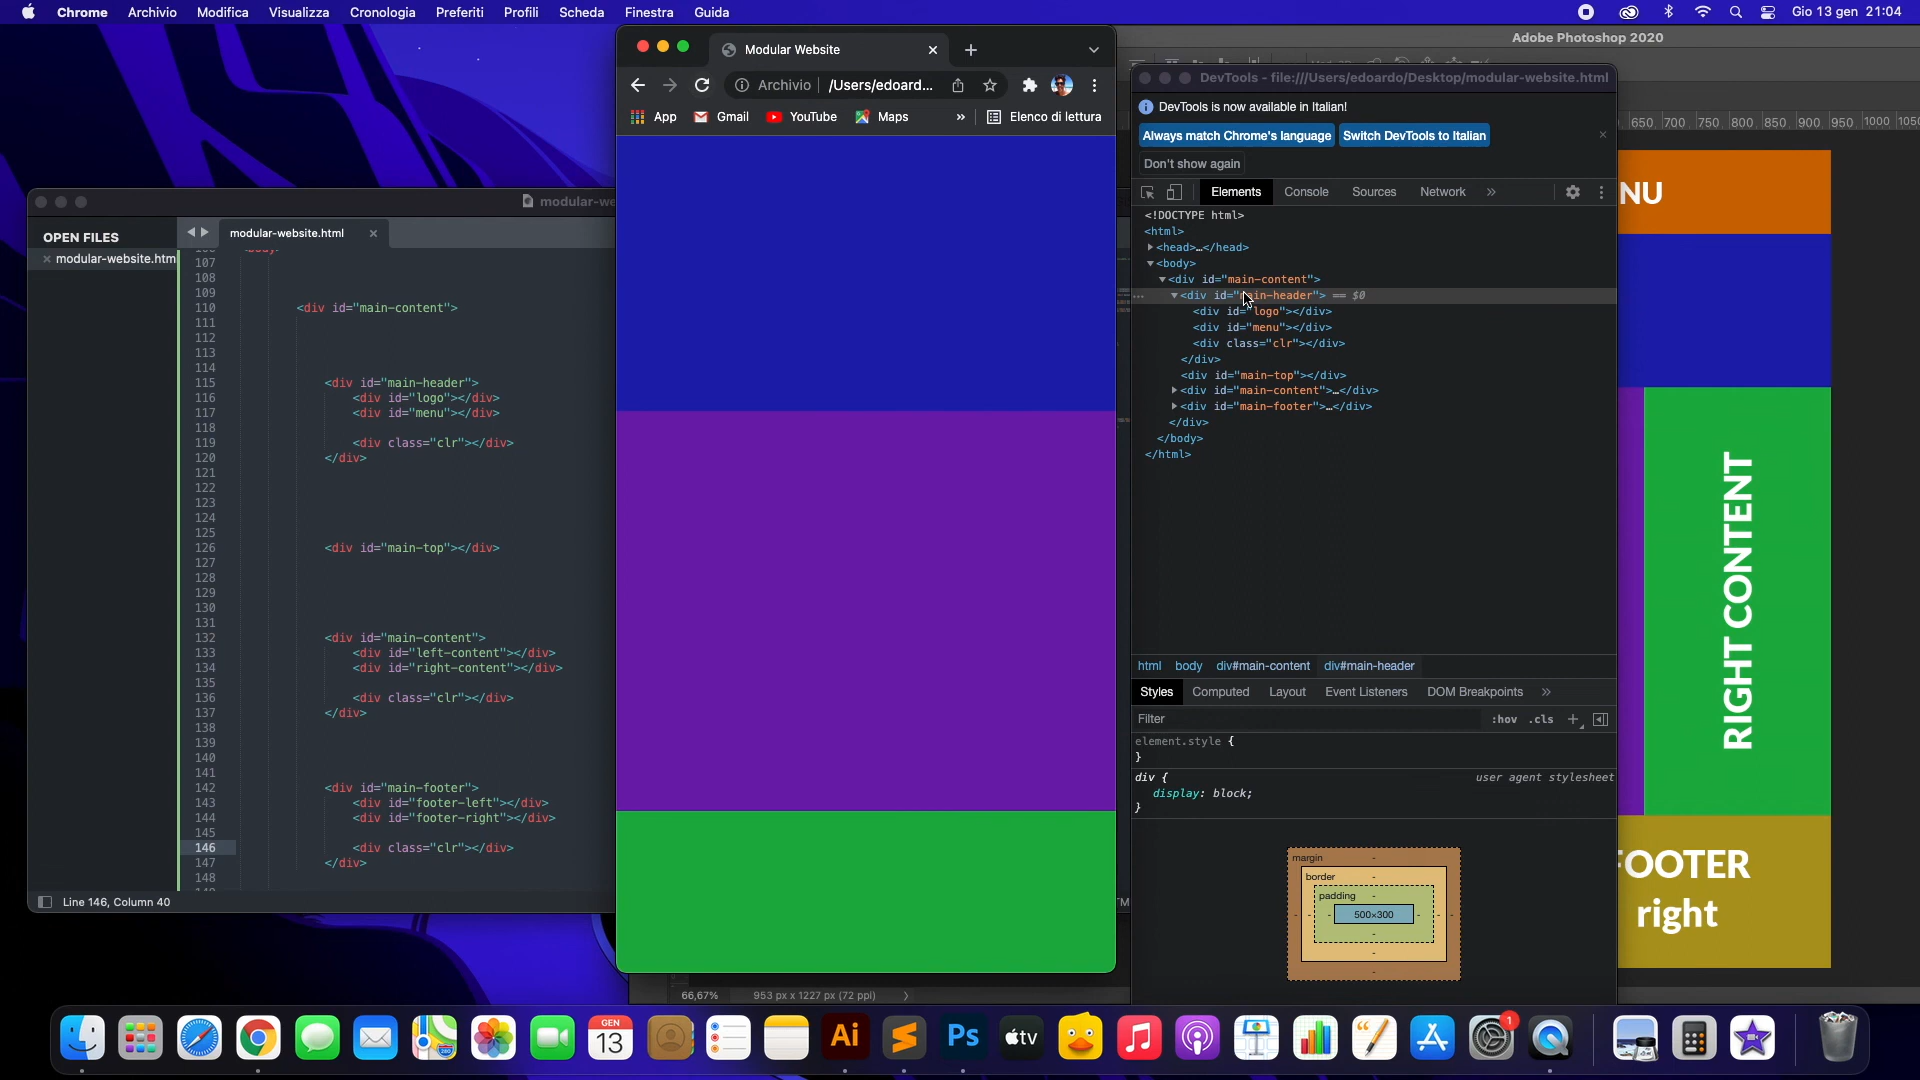 Chrome Archivio Modifica Visualizza Cronologia Preferiti Profili Scheda Finestra Guida
Gio 13 gen 21:04
Adobe Photoshop 2020
Modular Website
Archivio | /Users/edoard...
App Gmail YouTube Maps » Elenco di lettura
DevTools - file:///Users/edoardo/Desktop/modular-website.html
DevTools is now available in Italian!
Always match Chrome's language Switch DevTools to Italian
Don't show again
Elements Console Sources Network »
<!DOCTYPE html>
<html>
<head>…</head>
<body>
<div id="main-content">
<div id="main-header"> == $0
<div id="logo"></div>
<div id="menu"></div>
<div class="clr"></div>
</div>
<div id="main-top"></div>
<div id="main-content">…</div>
<div id="main-footer">…</div>
</div>
</body>
</html>
html body div#main-content div#main-header
Styles Computed Layout Event Listeners DOM Breakpoints »
Filter :hov .cls
element.style {
}
div { user agent stylesheet
display: block;
}
margin
border
padding
500×300
modular-we
OPEN FILES
modular-website.html
modular-website.htm
107
108
109
110 <div id="main-content">
111
112
113
114
115 <div id="main-header">
116 <div id="logo"></div>
117 <div id="menu"></div>
118
119 <div class="clr"></div>
120 </div>
121
122
123
124
125
126 <div id="main-top"></div>
127
128
129
130
131
132 <div id="main-content">
133 <div id="left-content"></div>
134 <div id="right-content"></div>
135
136 <div class="clr"></div>
137 </div>
138
139
140
141
142 <div id="main-footer">
143 <div id="footer-left"></div>
144 <div id="footer-right"></div>
145
146 <div class="clr"></div>
147 </div>
148
Line 146, Column 40
650 700 750 800 850 900 950 1000 1050
NU
RIGHT CONTENT
FOOTER
right
66,67% 953 px x 1227 px (72 ppi)
GEN
13
280
Ai
Ps
tv
1